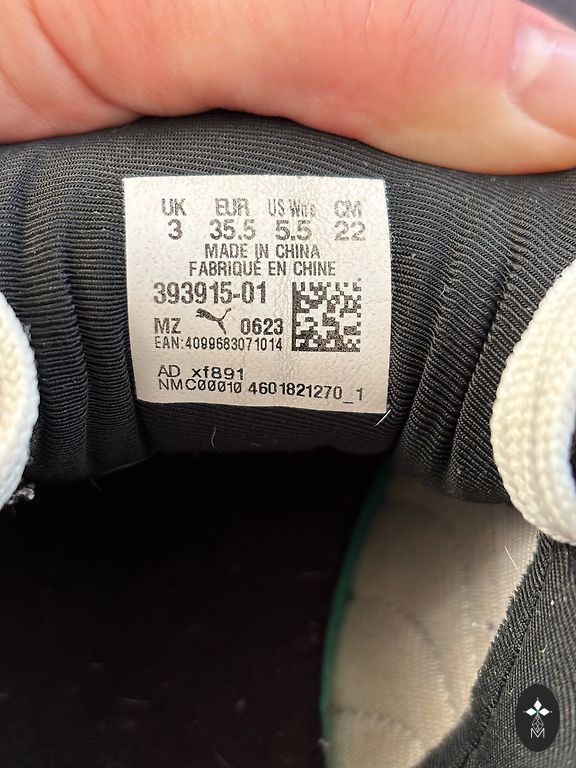 UK EUR US Wn's CM
3 35.5 5.5 22
MADE IN CHINA
FABRIQUÉ EN CHINE
393915-01
MZ 0623
EAN:4099683071014
AD xf891
NMC00010 4601821270_1
M